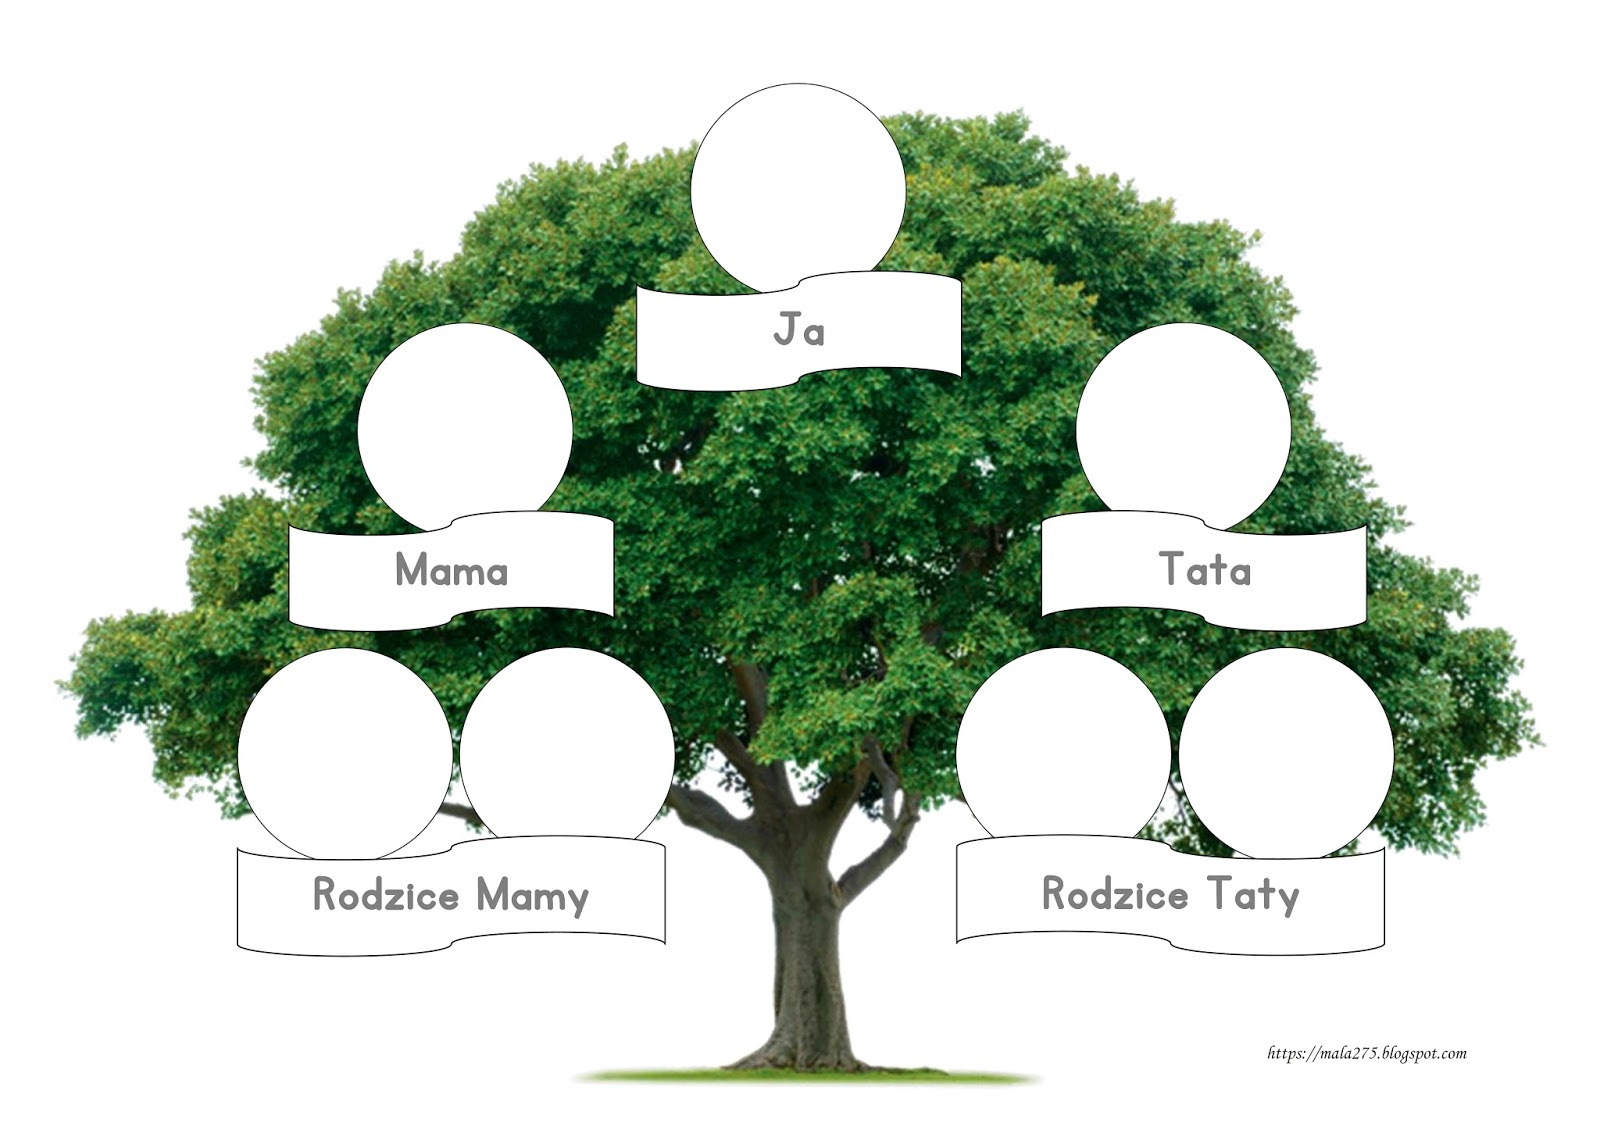 Ja
Mama
Tata
Rodzice Mamy
Rodzice Taty
https://mala275.blogspot.com